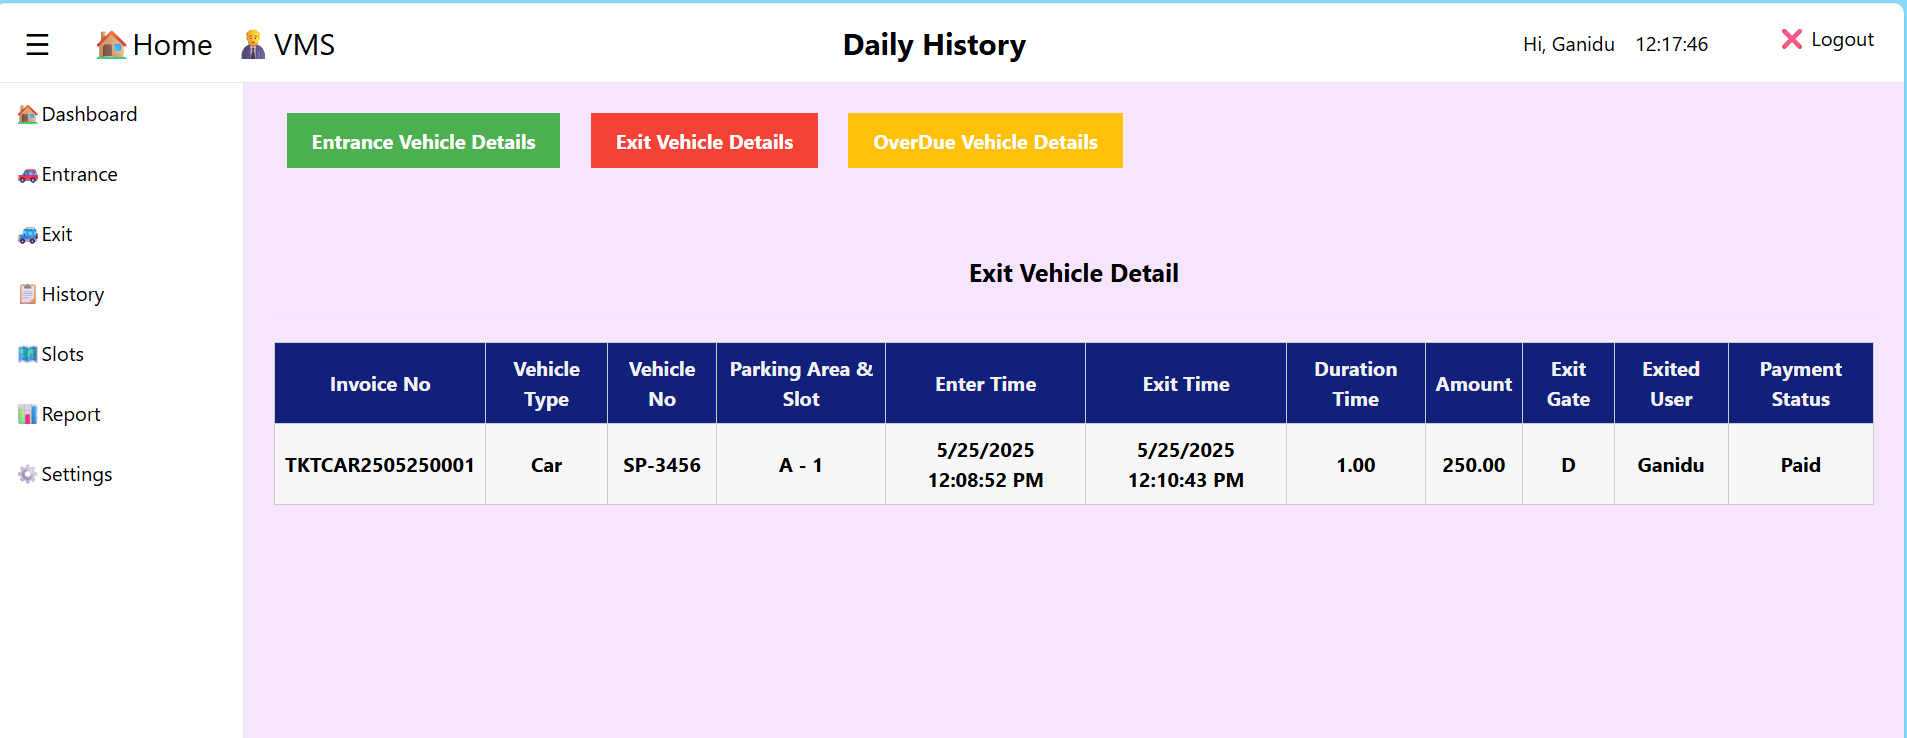 ☰ Home VMS Daily History Hi, Ganidu 12:17:46 Logout
Dashboard
Entrance
Exit
History
Slots
Report
Settings
Entrance Vehicle Details Exit Vehicle Details OverDue Vehicle Details
Exit Vehicle Detail
Invoice No
Vehicle
Type
Vehicle
No
Parking Area &
Slot
Enter Time
Exit Time
Duration
Time
Amount
Exit
Gate
Exited
User
Payment
Status
TKTCAR2505250001
Car
SP-3456
A - 1
5/25/2025
12:08:52 PM
5/25/2025
12:10:43 PM
1.00
250.00
D
Ganidu
Paid